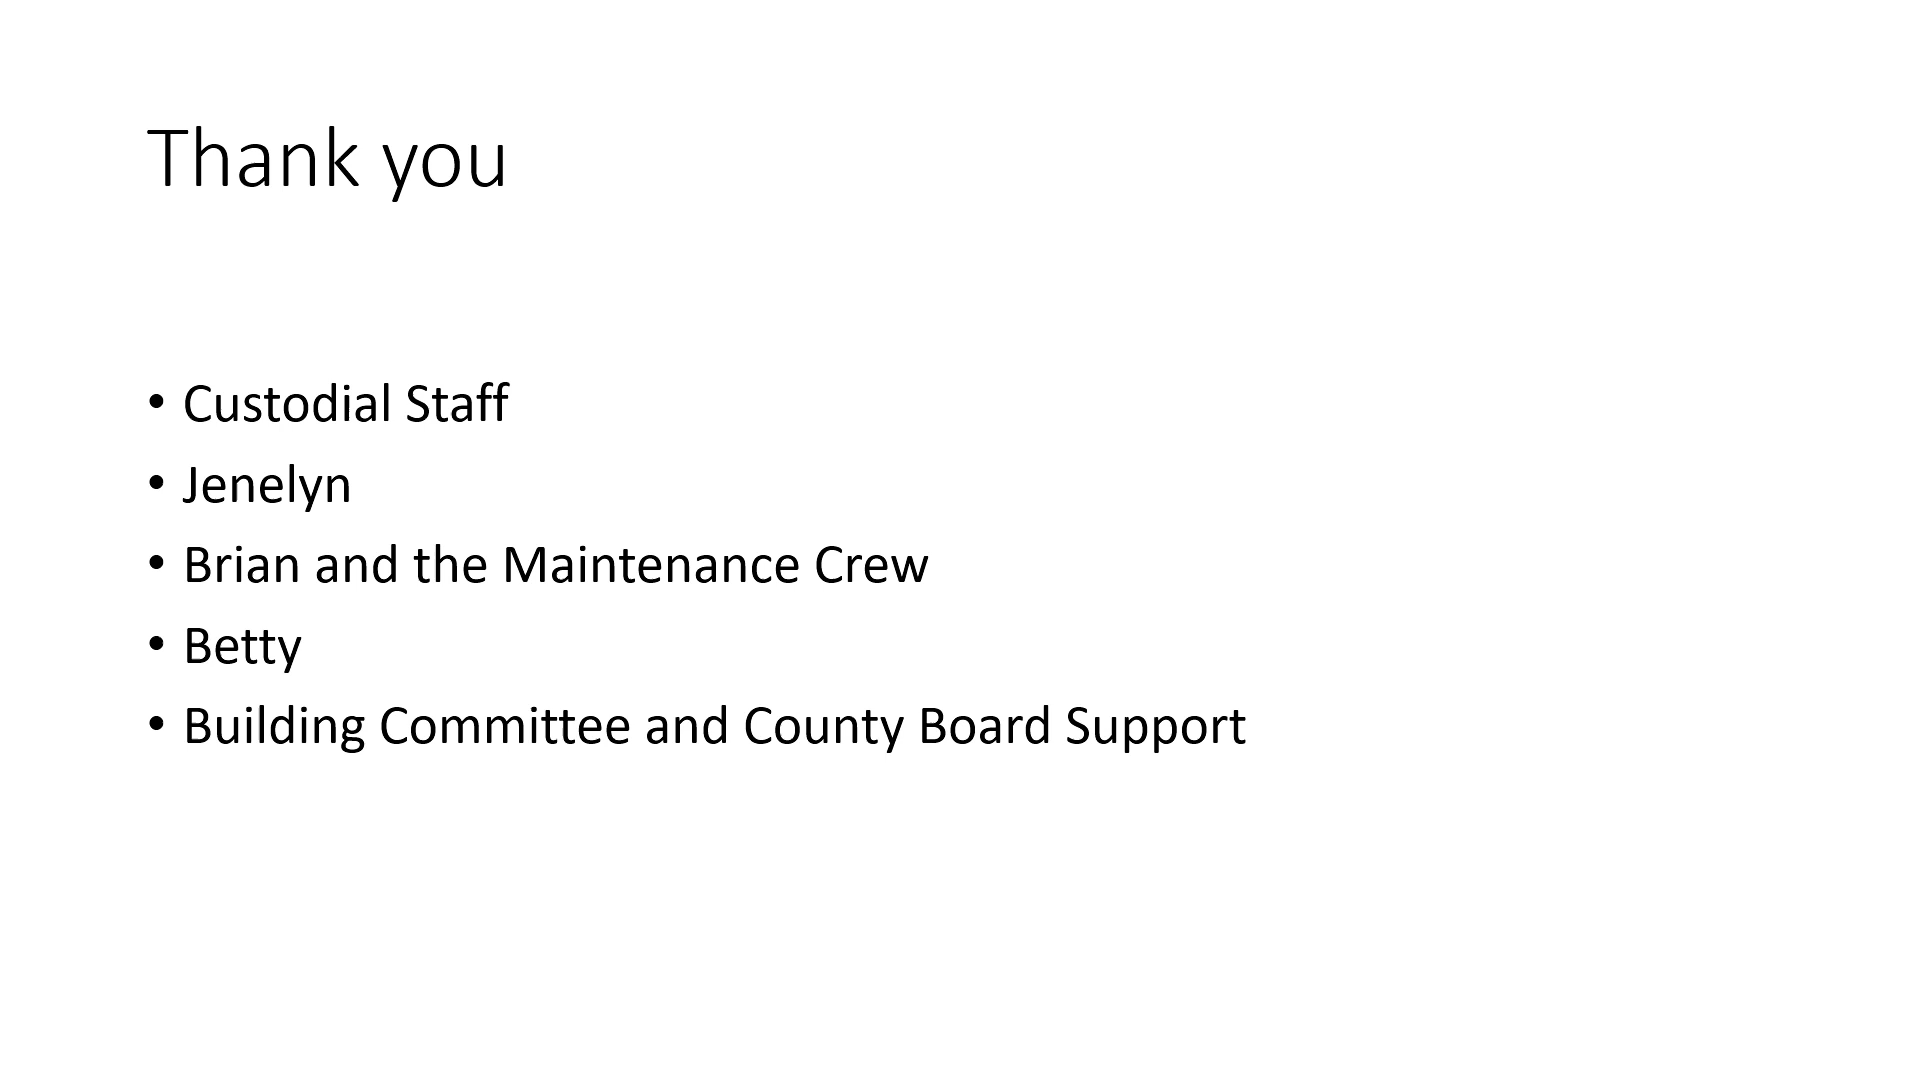 Thank you
• Custodial Staff
• Jenelyn
• Brian and the Maintenance Crew
• Betty
• Building Committee and County Board Support